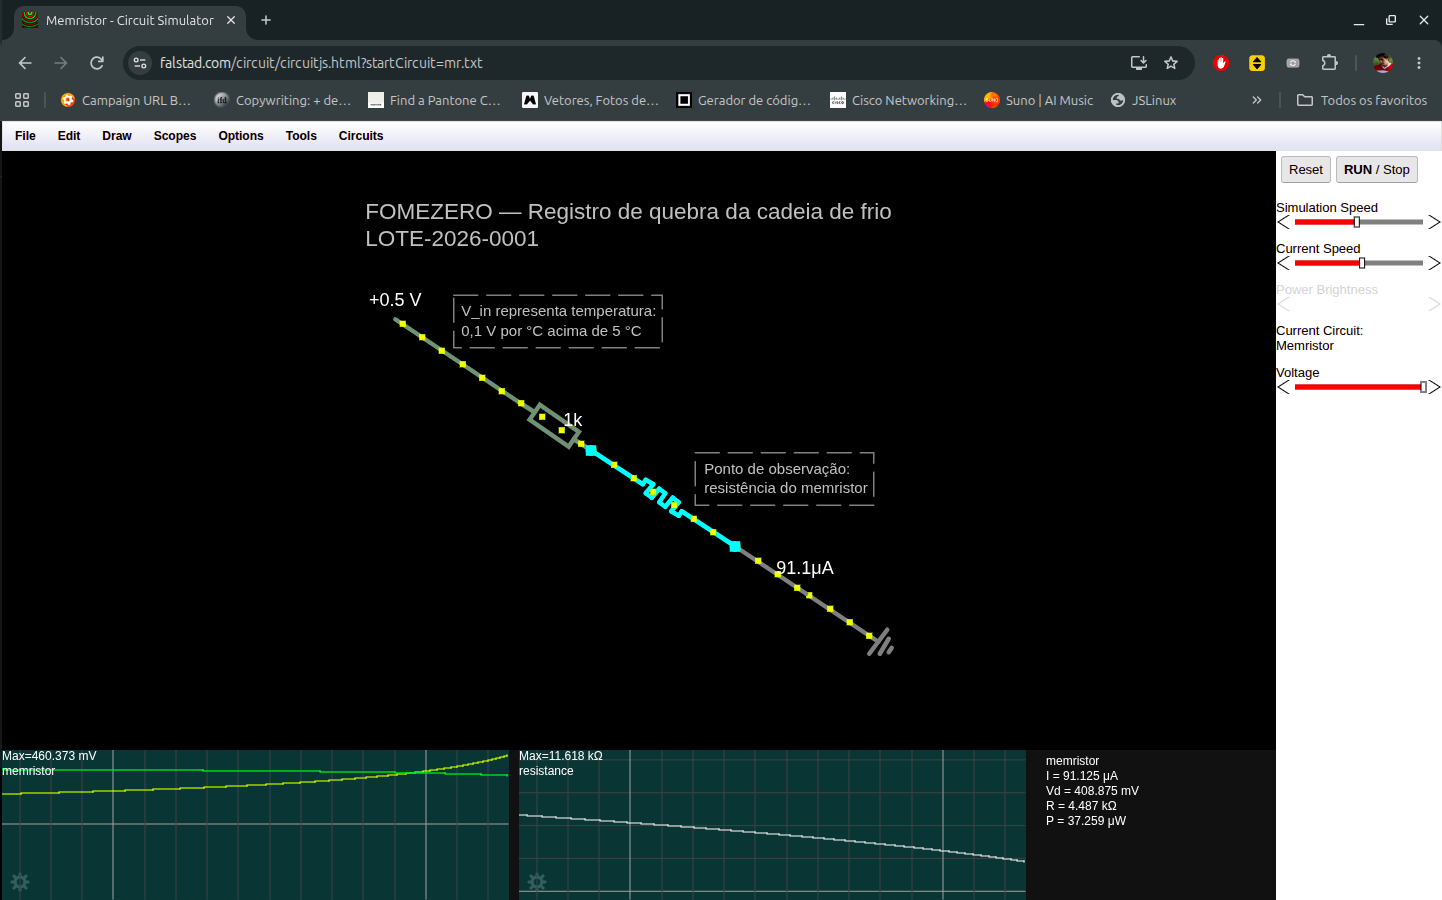 Memristor - Circuit Simulator
falstad.com/circuit/circuitjs.html?startCircuit=mr.txt
Campaign URL B...
ifd
Copywriting: + de...
Find a Pantone C...
Vetores, Fotos de...
Gerador de códig...
Cisco Networking...
Suno | AI Music
JSLinux
Todos os favoritos
File Edit Draw Scopes Options Tools Circuits
Reset
RUN / Stop
Simulation Speed
Current Speed
Power Brightness
Current Circuit:
Memristor
Voltage
FOMEZERO — Registro de quebra da cadeia de frio
LOTE-2026-0001
+0.5 V
V_in representa temperatura:
0,1 V por °C acima de 5 °C
1k
Ponto de observação:
resistência do memristor
91.1μA
Max=460.373 mV
memristor
Max=11.618 kΩ
resistance
memristor
I = 91.125 μA
Vd = 408.875 mV
R = 4.487 kΩ
P = 37.259 μW